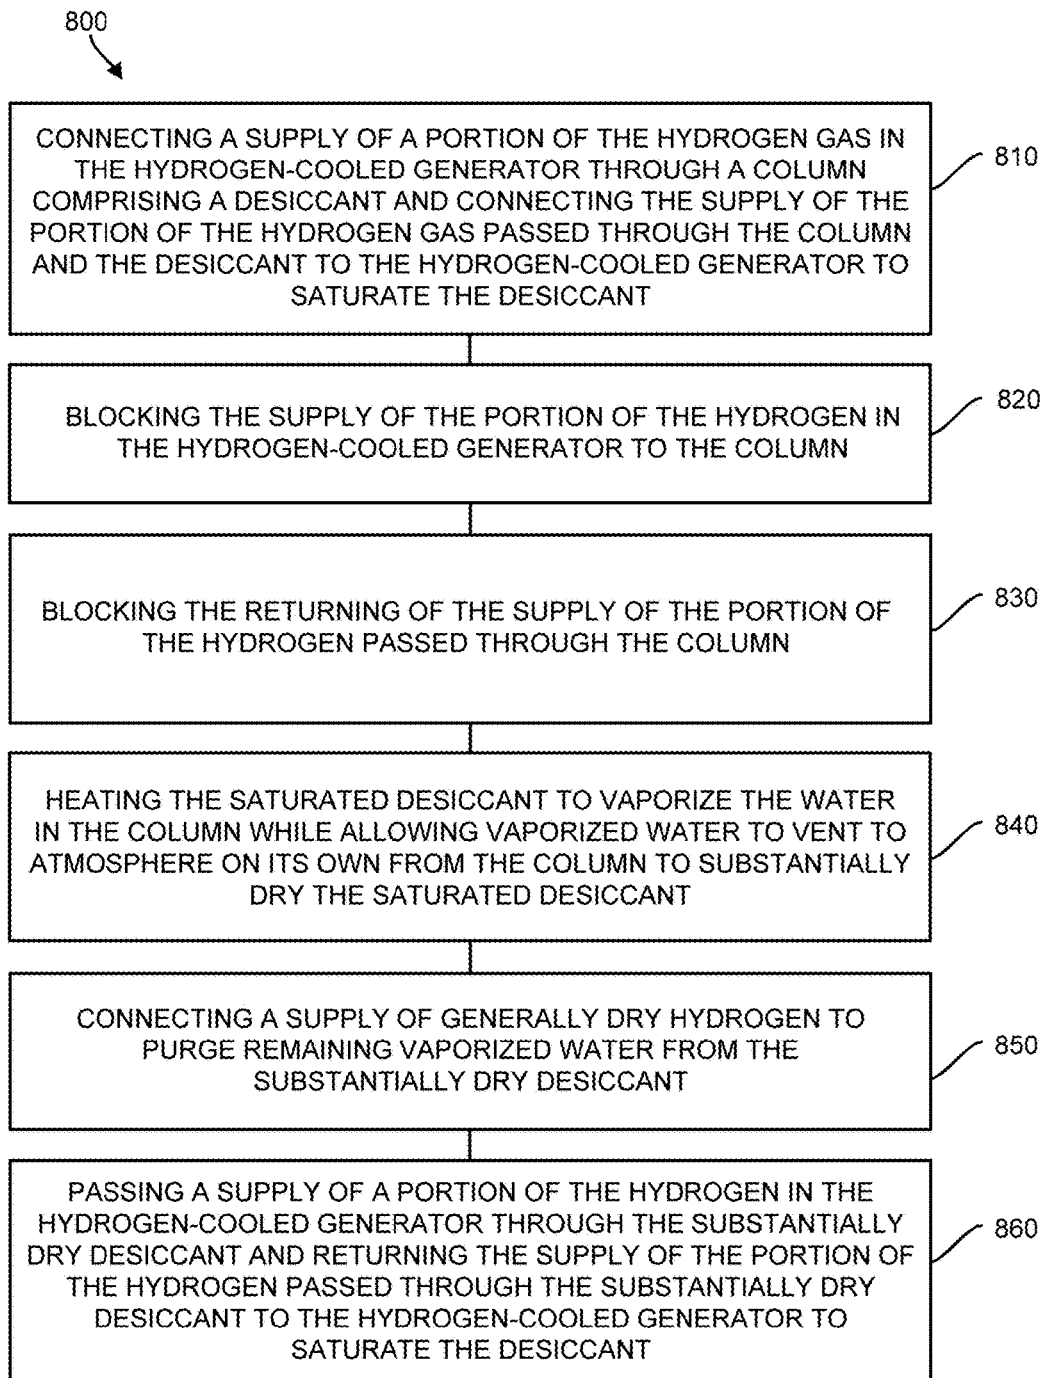 800
CONNECTING A SUPPLY OF A PORTION OF THE HYDROGEN GAS IN
THE HYDROGEN-COOLED GENERATOR THROUGH A COLUMN
COMPRISING A DESICCANT AND CONNECTING THE SUPPLY OF THE
PORTION OF THE HYDROGEN GAS PASSED THROUGH THE COLUMN
AND THE DESICCANT TO THE HYDROGEN-COOLED GENERATOR TO
SATURATE THE DESICCANT
810
BLOCKING THE SUPPLY OF THE PORTION OF THE HYDROGEN IN
THE HYDROGEN-COOLED GENERATOR TO THE COLUMN
820
BLOCKING THE RETURNING OF THE SUPPLY OF THE PORTION OF
THE HYDROGEN PASSED THROUGH THE COLUMN
830
HEATING THE SATURATED DESICCANT TO VAPORIZE THE WATER
IN THE COLUMN WHILE ALLOWING VAPORIZED WATER TO VENT TO
ATMOSPHERE ON ITS OWN FROM THE COLUMN TO SUBSTANTIALLY
DRY THE SATURATED DESICCANT
840
CONNECTING A SUPPLY OF GENERALLY DRY HYDROGEN TO
PURGE REMAINING VAPORIZED WATER FROM THE
SUBSTANTIALLY DRY DESICCANT
850
PASSING A SUPPLY OF A PORTION OF THE HYDROGEN IN THE
HYDROGEN-COOLED GENERATOR THROUGH THE SUBSTANTIALLY
DRY DESICCANT AND RETURNING THE SUPPLY OF THE PORTION OF
THE HYDROGEN PASSED THROUGH THE SUBSTANTIALLY DRY
DESICCANT TO THE HYDROGEN-COOLED GENERATOR TO
SATURATE THE DESICCANT
860